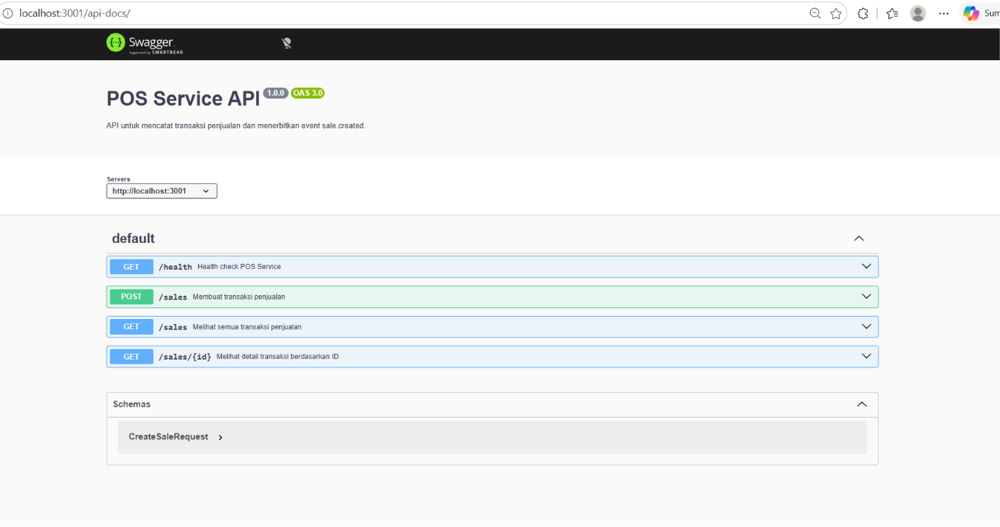 localhost:3001/api-docs/
Sum
Swagger
Supported by SMARTBEAR
POS Service API 1.0.0 OAS 3.0
API untuk mencatat transaksi penjualan dan menerbitkan event sale.created.
Servers
http://localhost:3001
default
GET /health Health check POS Service
POST /sales Membuat transaksi penjualan
GET /sales Melihat semua transaksi penjualan
GET /sales/{id} Melihat detail transaksi berdasarkan ID
Schemas
CreateSaleRequest